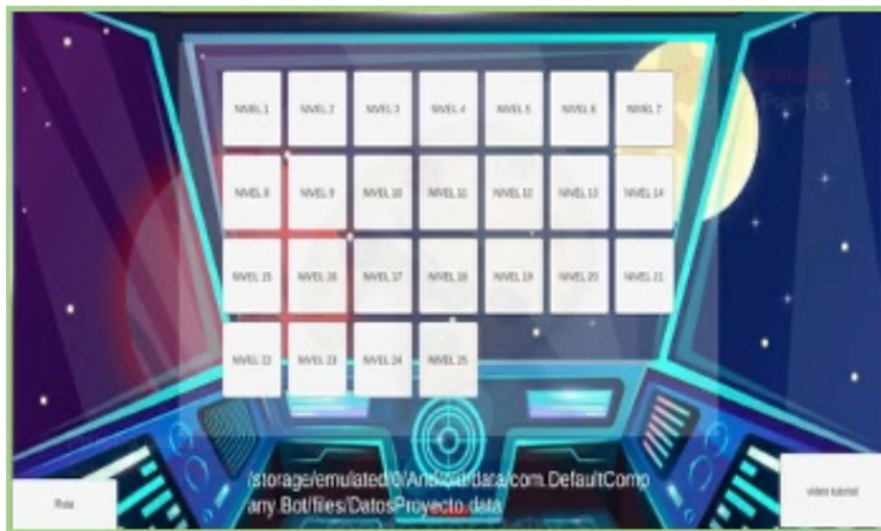 NIVEL 1 NIVEL 2 NIVEL 3 NIVEL 4 NIVEL 5 NIVEL 6 NIVEL 7
NIVEL 8 NIVEL 9 NIVEL 10 NIVEL 11 NIVEL 12 NIVEL 13 NIVEL 14
NIVEL 15 NIVEL 16 NIVEL 17 NIVEL 18 NIVEL 19 NIVEL 20 NIVEL 21
NIVEL 22 NIVEL 23 NIVEL 24 NIVEL 25
/storage/emulated/0/Android/data/com.DefaultComp
any.Bot/files/DatosProyecto.data
Ruta
video tutorial